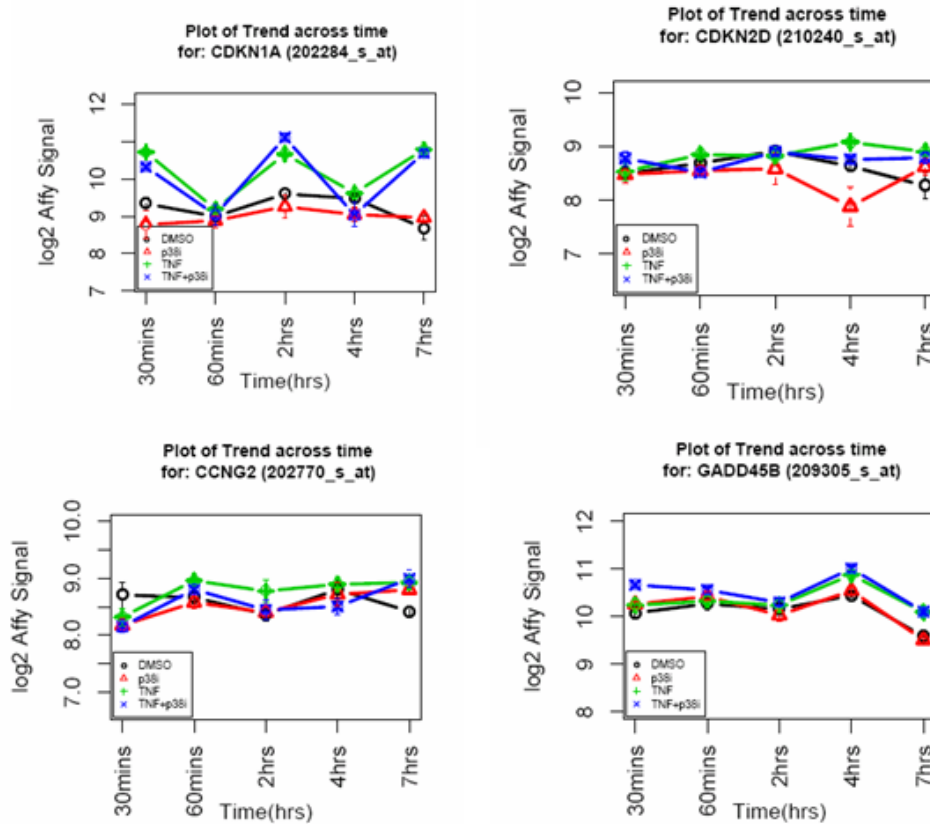 Plot of Trend across time
for: CDKN1A (202284_s_at)
log2 Affy Signal
12
10
9
8
7
DMSO
p38i
TNF
TNF+p38i
30mins
60mins
2hrs
4hrs
7hrs
Time(hrs)
Plot of Trend across time
for: CDKN2D (210240_s_at)
log2 Affy Signal
10
9
8
7
DMSO
p38i
TNF
TNF+p38i
30mins
60mins
2hrs
4hrs
7hrs
Time(hrs)
Plot of Trend across time
for: CCNG2 (202770_s_at)
log2 Affy Signal
10.0
9.0
8.0
7.0
DMSO
p38i
TNF
TNF+p38i
30mins
60mins
2hrs
4hrs
7hrs
Time(hrs)
Plot of Trend across time
for: GADD45B (209305_s_at)
log2 Affy Signal
12
11
10
9
8
DMSO
p38i
TNF
TNF+p38i
30mins
60mins
2hrs
4hrs
7hrs
Time(hrs)